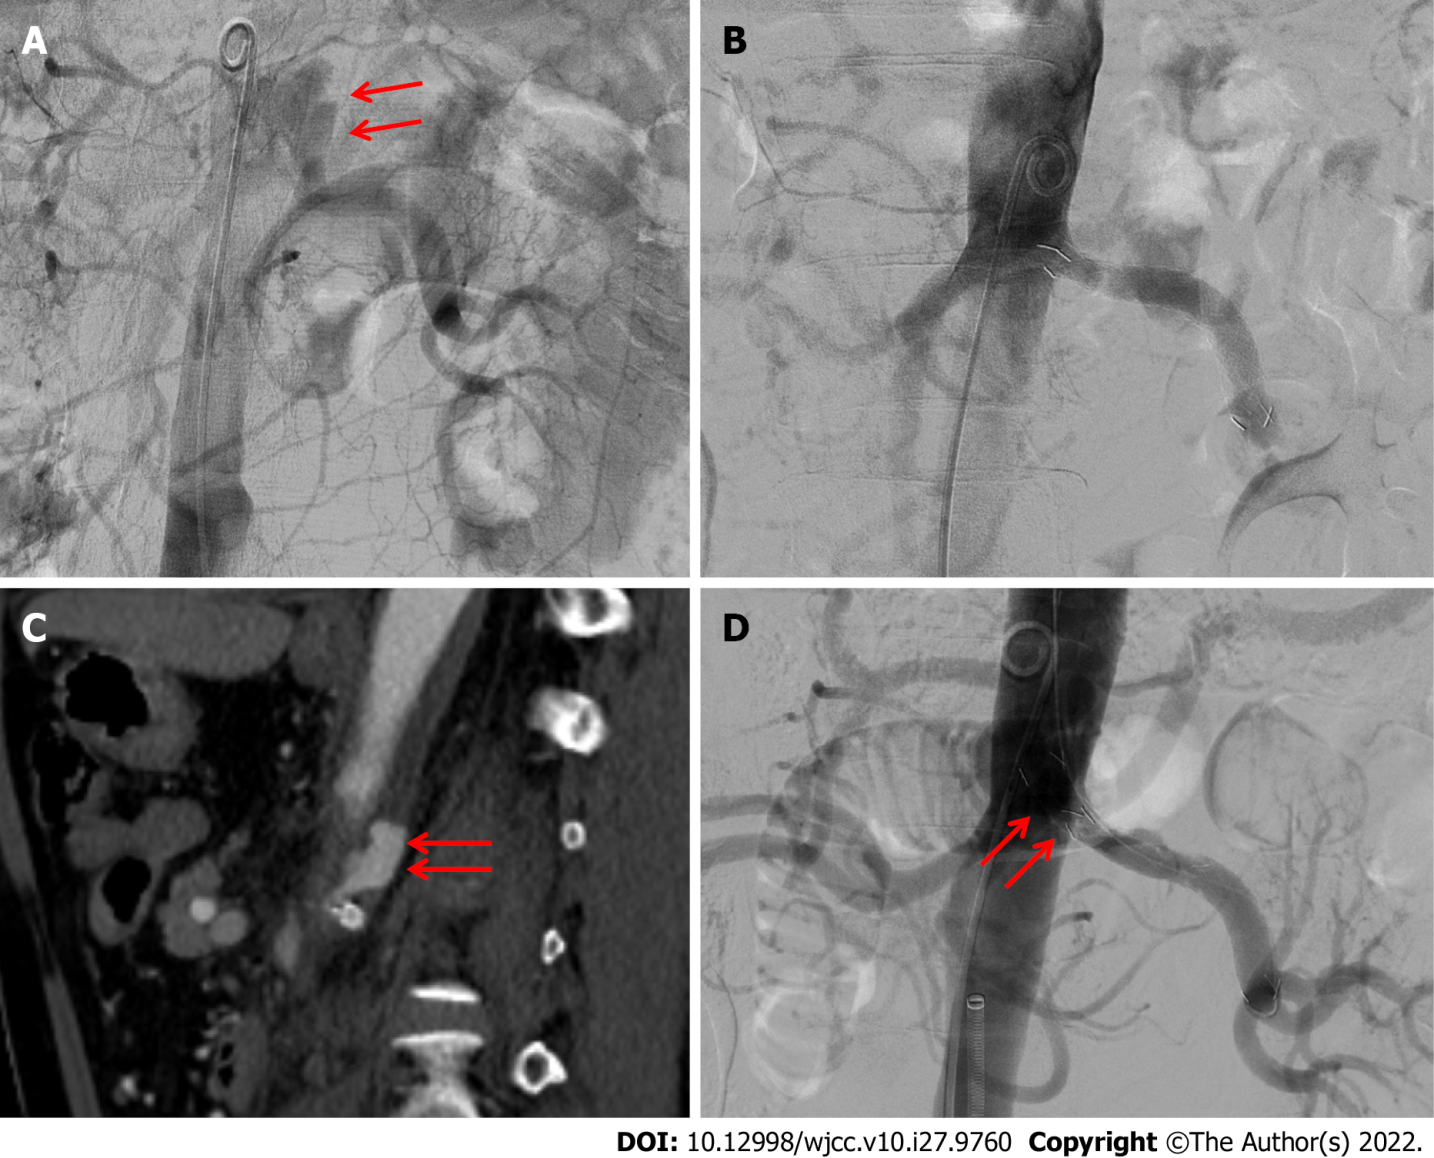 A
B
C
D
DOI: 10.12998/wjcc.v10.i27.9760 Copyright ©The Author(s) 2022.